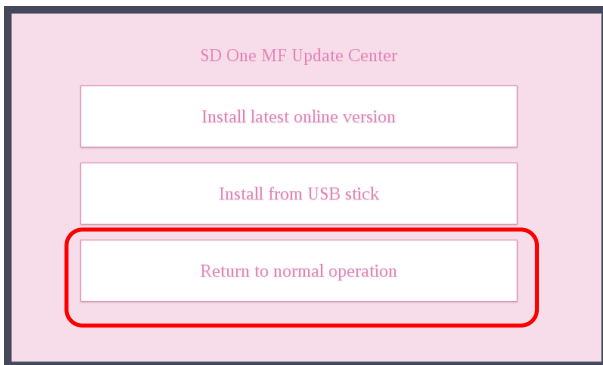 SD One MF Update Center
Install latest online version
Install from USB stick
Return to normal operation